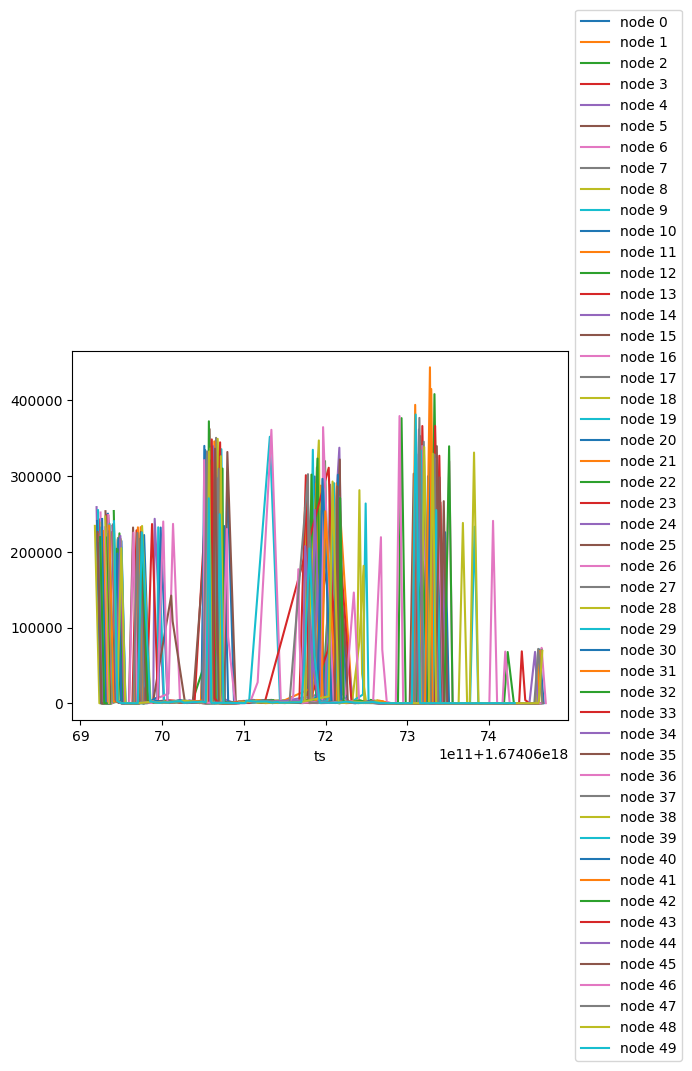 400000
300000
200000
100000
0
69 70 71 72 73 74
ts
1e11+1.67406e18
node 0
node 1
node 2
node 3
node 4
node 5
node 6
node 7
node 8
node 9
node 10
node 11
node 12
node 13
node 14
node 15
node 16
node 17
node 18
node 19
node 20
node 21
node 22
node 23
node 24
node 25
node 26
node 27
node 28
node 29
node 30
node 31
node 32
node 33
node 34
node 35
node 36
node 37
node 38
node 39
node 40
node 41
node 42
node 43
node 44
node 45
node 46
node 47
node 48
node 49